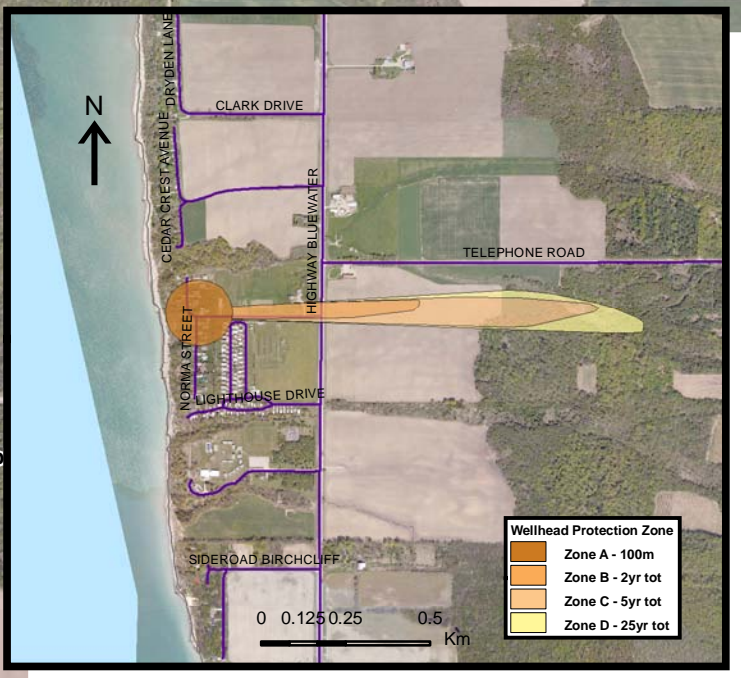 DRYDEN LANE
N
CLARK DRIVE
CEDAR CREST AVENUE
HIGHWAY BLUEWATER
TELEPHONE ROAD
NORMA STREET
LIGHTHOUSE DRIVE
SIDEROAD BIRCHCLIFF
Wellhead Protection Zone
Zone A - 100m
Zone B - 2yr tot
Zone C - 5yr tot
Zone D - 25yr tot
0 0.125 0.25 0.5
Km